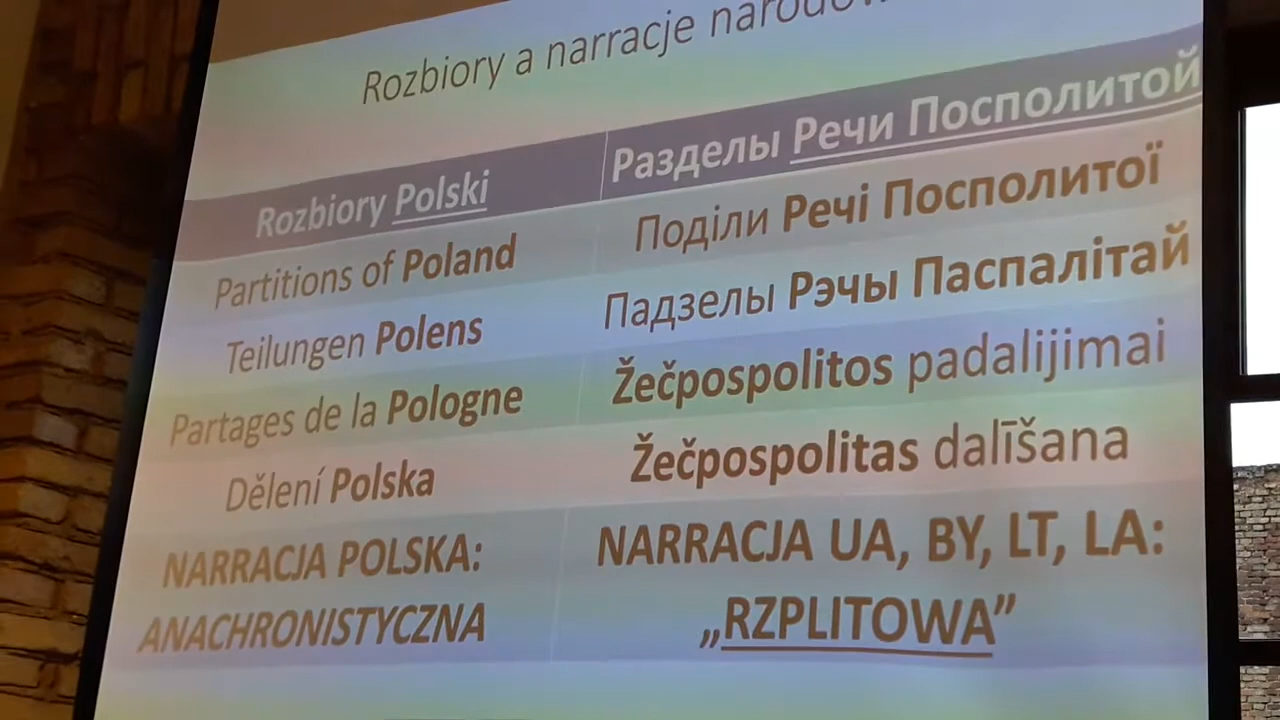 Rozbiory a narracje
Rozbiory Polski
Разделы Речи Посполитой
Partitions of Poland
Поділи Речі Посполитої
Teilungen Polens
Падзелы Рэчы Паспалітай
Partages de la Pologne
Žečpospolitos padalijimai
Dělení Polska
Žečpospolitas dalīšana
NARRACJA POLSKA:
ANACHRONISTYCZNA
NARRACJA UA, BY, LT, LA:
„RZPLITOWA”